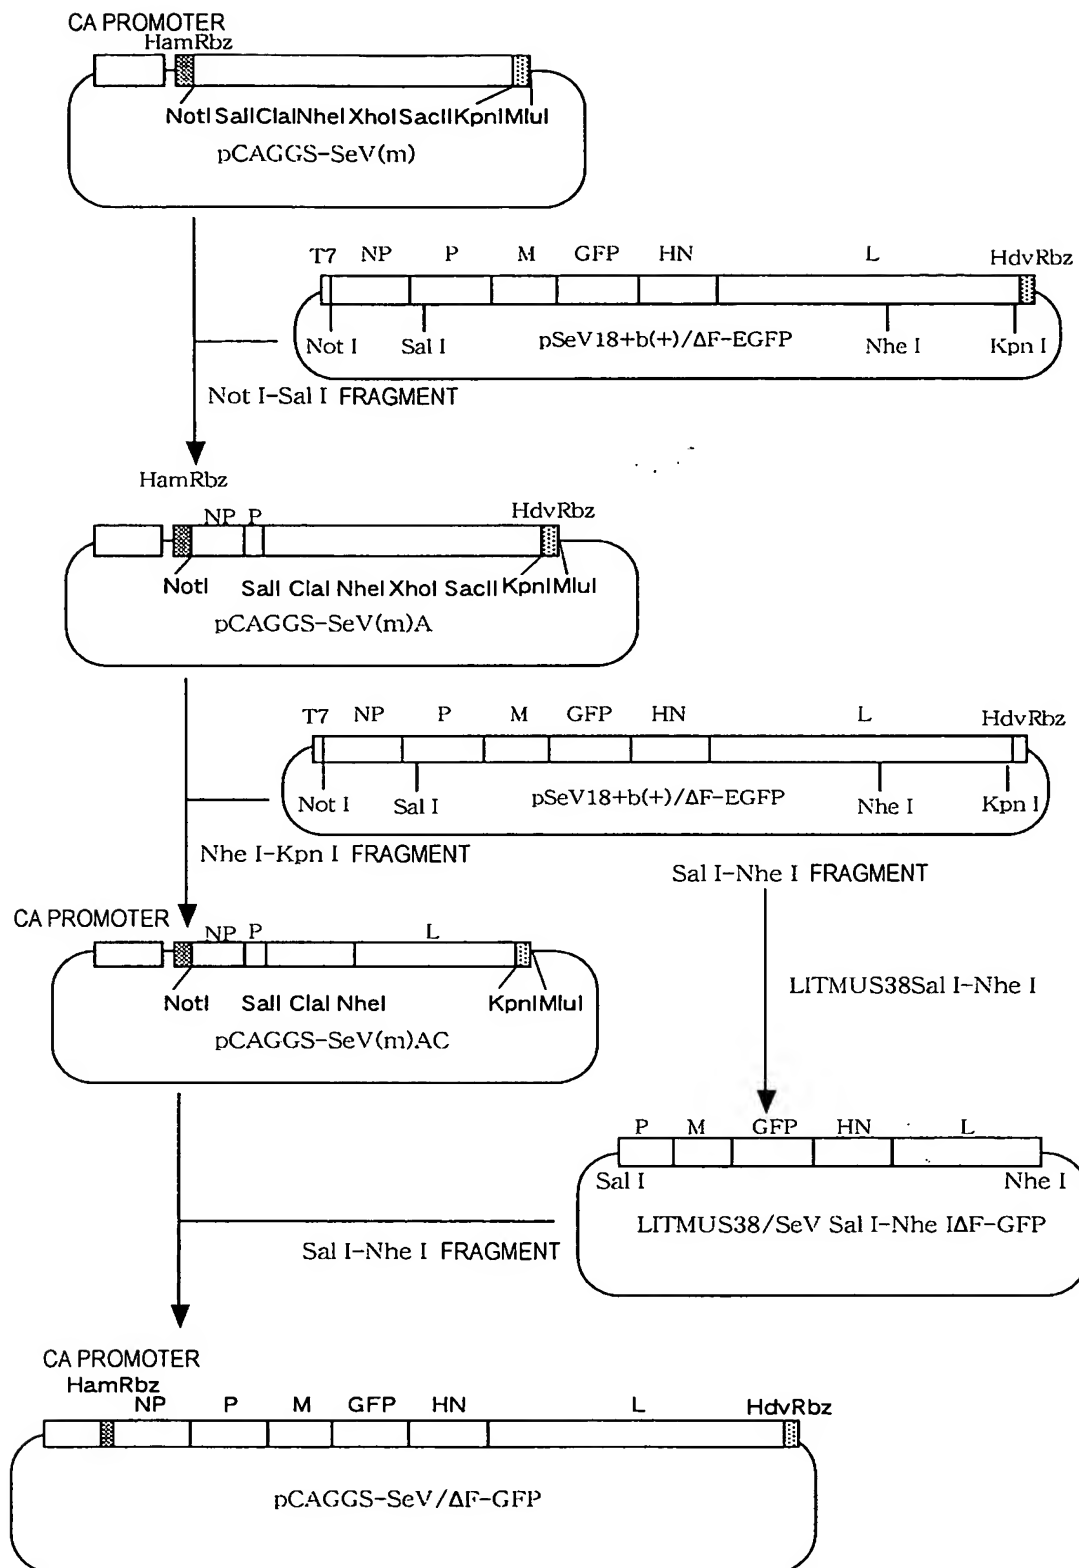 CA PROMOTER
HamRbz
NotI SalI ClaI NheI XhoI SacII KpnI MluI
pCAGGS-SeV(m)
T7 NP P M GFP HN L HdvRbz
Not I Sal I pSeV18+b(+)/ΔF-EGFP Nhe I Kpn I
Not I-Sal I FRAGMENT
HamRbz
NP P HdvRbz
NotI SalI ClaI NheI XhoI SacII KpnI MluI
pCAGGS-SeV(m)A
T7 NP P M GFP HN L HdvRbz
Not I Sal I pSeV18+b(+)/ΔF-EGFP Nhe I Kpn I
Nhe I-Kpn I FRAGMENT
Sal I-Nhe I FRAGMENT
CA PROMOTER
NP P L
NotI SalI ClaI NheI KpnI MluI
pCAGGS-SeV(m)AC
LITMUS38Sal I-Nhe I
P M GFP HN L
Sal I Nhe I
LITMUS38/SeV Sal I-Nhe IΔF-GFP
Sal I-Nhe I FRAGMENT
CA PROMOTER
HamRbz
NP P M GFP HN L HdvRbz
pCAGGS-SeV/ΔF-GFP